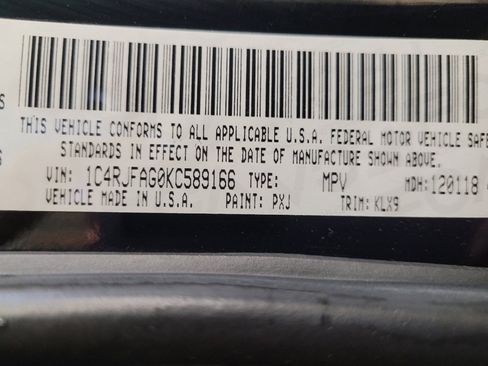 THIS VEHICLE CONFORMS TO ALL APPLICABLE U.S.A. FEDERAL MOTOR VEHICLE SAFE
STANDARDS IN EFFECT ON THE DATE OF MANUFACTURE SHOWN ABOVE.
VIN: 1C4RJFAG0KC589166 TYPE: MPV MDH: 120118
VEHICLE MADE IN U.S.A. PAINT: PXJ TRIM: KLX9